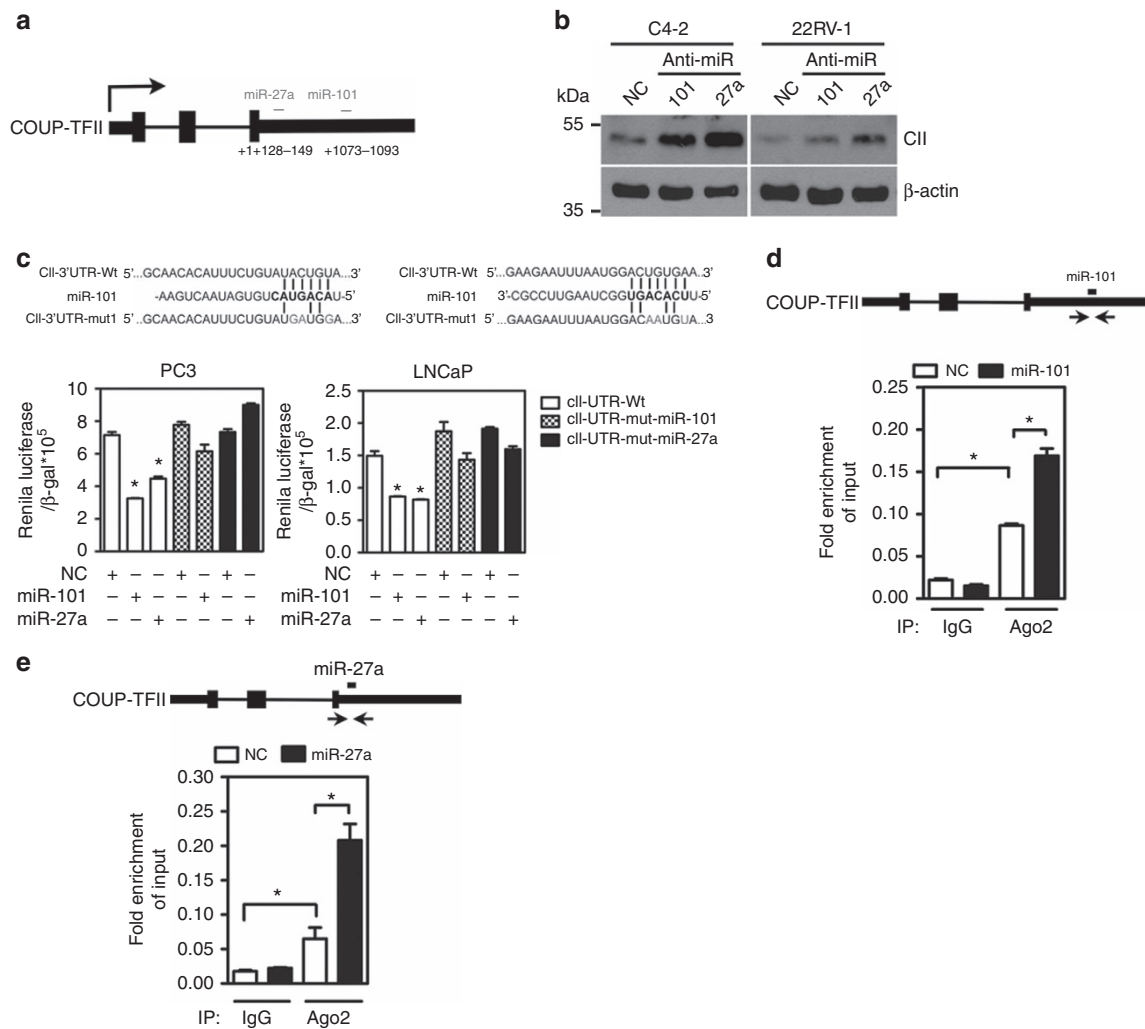 a
miR-27a miR-101
COUP-TFII
+1+128–149 +1073–1093
b
C4-2 22RV-1
Anti-miR Anti-miR
kDa NC 101 27a NC 101 27a
55
CII
β-actin
35
c
CII-3'UTR-Wt 5'...GCAACACAUUUCUGUAUACUGUA...3'
miR-101 -AAGUCAAUAGUGUCAUGACAU-5'
CII-3'UTR-mut1 5'...GCAACACAUUUCUGUAUGAUGGA...3'
CII-3'UTR-Wt 5'...GAAGAAUUUAAUGGACUGUGAA...3'
miR-101 3'-CGCCUUGAAUCGGUGACACUU-5'
CII-3'UTR-mut1 5'...GAAGAAUUUAAUGGACAAUGUA...3
PC3
Renila luciferase
/β-gal*10⁵
10
8
6
4
2
0
* *
NC + – – + – + –
miR-101 – + – – + – –
miR-27a – – + – – – +
LNCaP
Renila luciferase
/β-gal*10⁵
2.5
2.0
1.5
1.0
0.5
0.0
* *
NC + – – + – + –
miR-101 – + – – + – –
miR-27a – – + – – – +
cII-UTR-Wt
cII-UTR-mut-miR-101
cII-UTR-mut-miR-27a
d
miR-101
COUP-TFII
NC miR-101
Fold enrichment
of input
0.25
0.20
0.15
0.10
0.05
0.00
* *
IP: IgG Ago2
e
miR-27a
COUP-TFII
NC miR-27a
Fold enrichment
of input
0.30
0.25
0.20
0.15
0.10
0.05
0.00
* *
IP: IgG Ago2